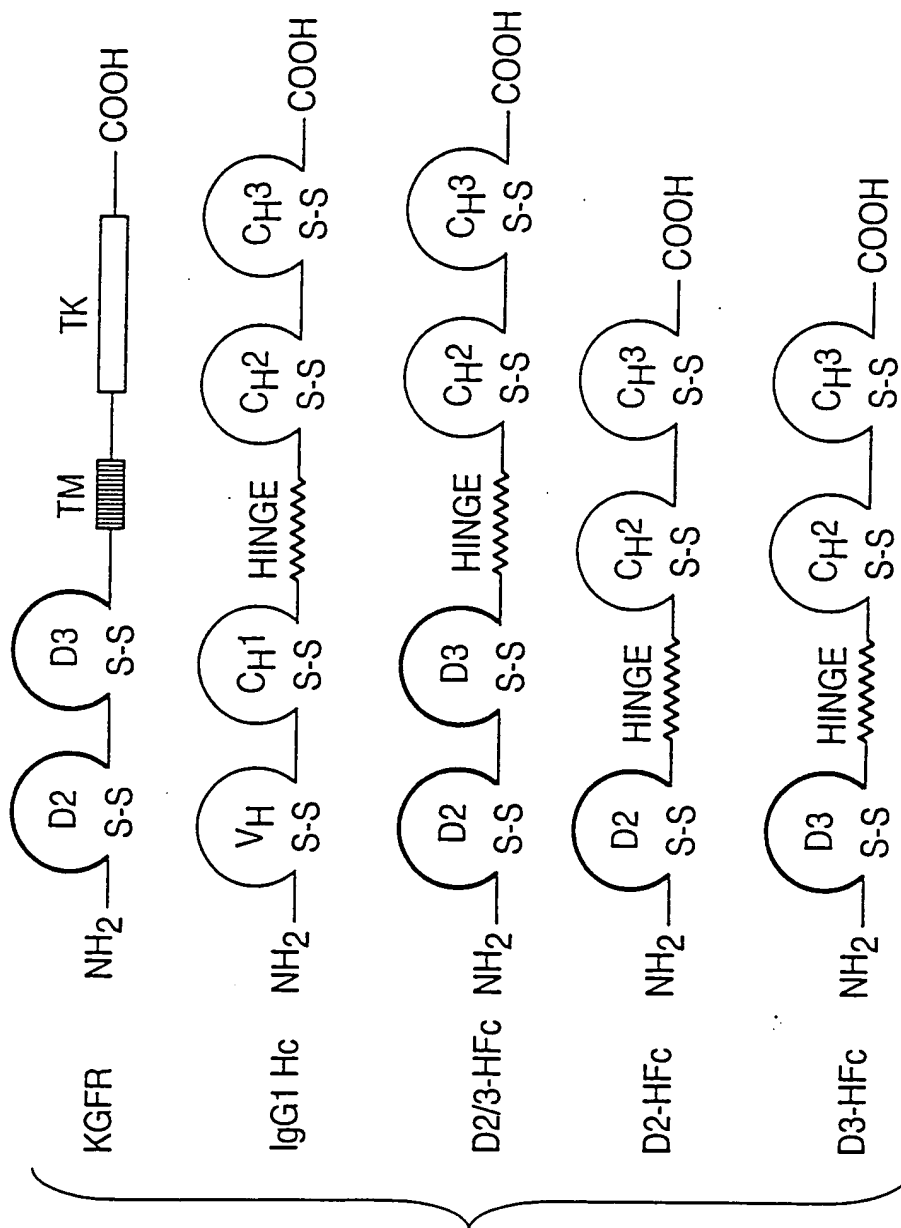 KGFR NH2 D2 S-S D3 S-S TM TK COOH
IgG1 Hc NH2 VH S-S CH1 S-S HINGE CH2 S-S CH3 S-S COOH
D2/3-HFc NH2 D2 S-S D3 S-S HINGE CH2 S-S CH3 S-S COOH
D2-HFc NH2 D2 S-S HINGE CH2 S-S CH3 S-S COOH
D3-HFc NH2 D3 S-S HINGE CH2 S-S CH3 S-S COOH